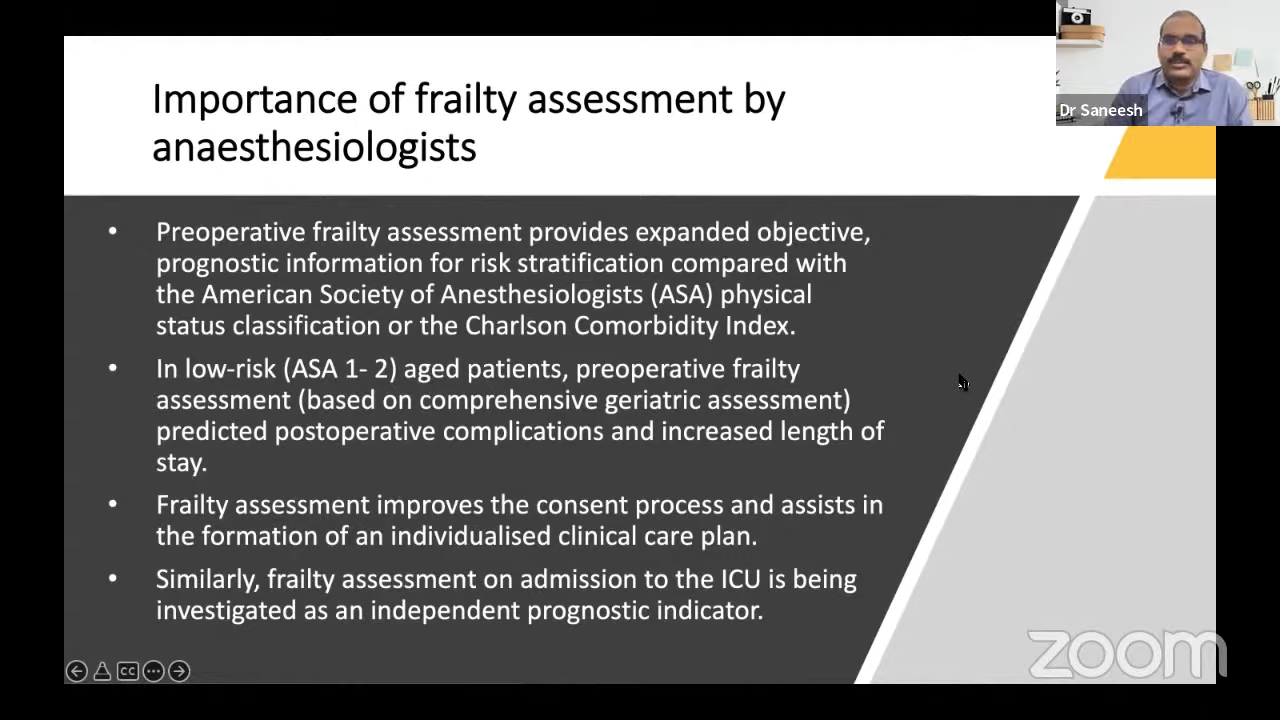 Importance of frailty assessment by
anaesthesiologists
Dr Saneesh
• Preoperative frailty assessment provides expanded objective,
prognostic information for risk stratification compared with
the American Society of Anesthesiologists (ASA) physical
status classification or the Charlson Comorbidity Index.
• In low-risk (ASA 1- 2) aged patients, preoperative frailty
assessment (based on comprehensive geriatric assessment)
predicted postoperative complications and increased length of
stay.
• Frailty assessment improves the consent process and assists in
the formation of an individualised clinical care plan.
• Similarly, frailty assessment on admission to the ICU is being
investigated as an independent prognostic indicator.
CC
zoom